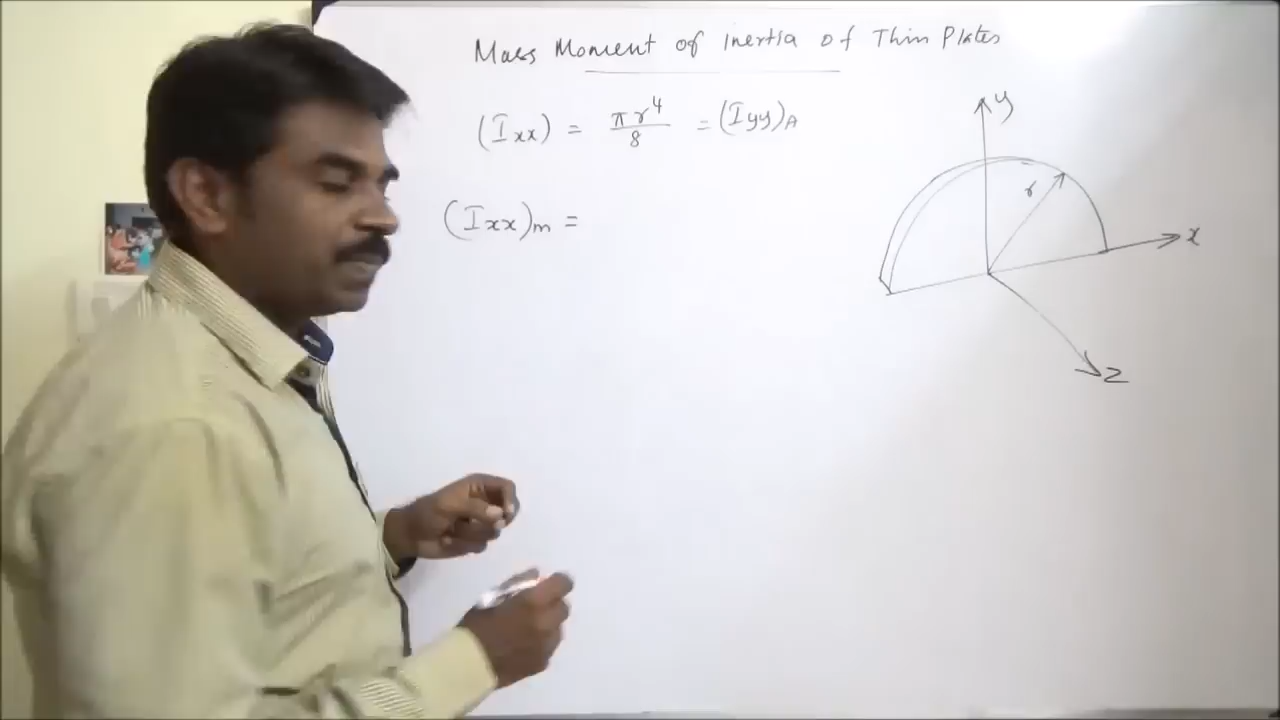 Mass Moment of Inertia of Thin Plates
(Ixx) = πr⁴/8 = (Iyy)A
(Ixx)m =
y
r
x
z